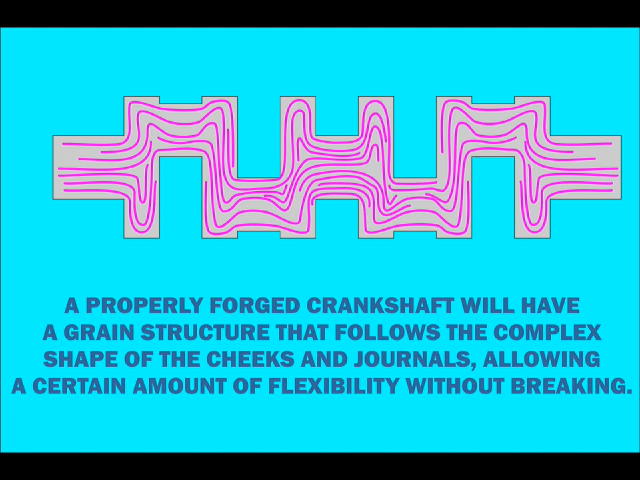 A PROPERLY FORGED CRANKSHAFT WILL HAVE
A GRAIN STRUCTURE THAT FOLLOWS THE COMPLEX
SHAPE OF THE CHEEKS AND JOURNALS, ALLOWING
A CERTAIN AMOUNT OF FLEXIBILITY WITHOUT BREAKING.